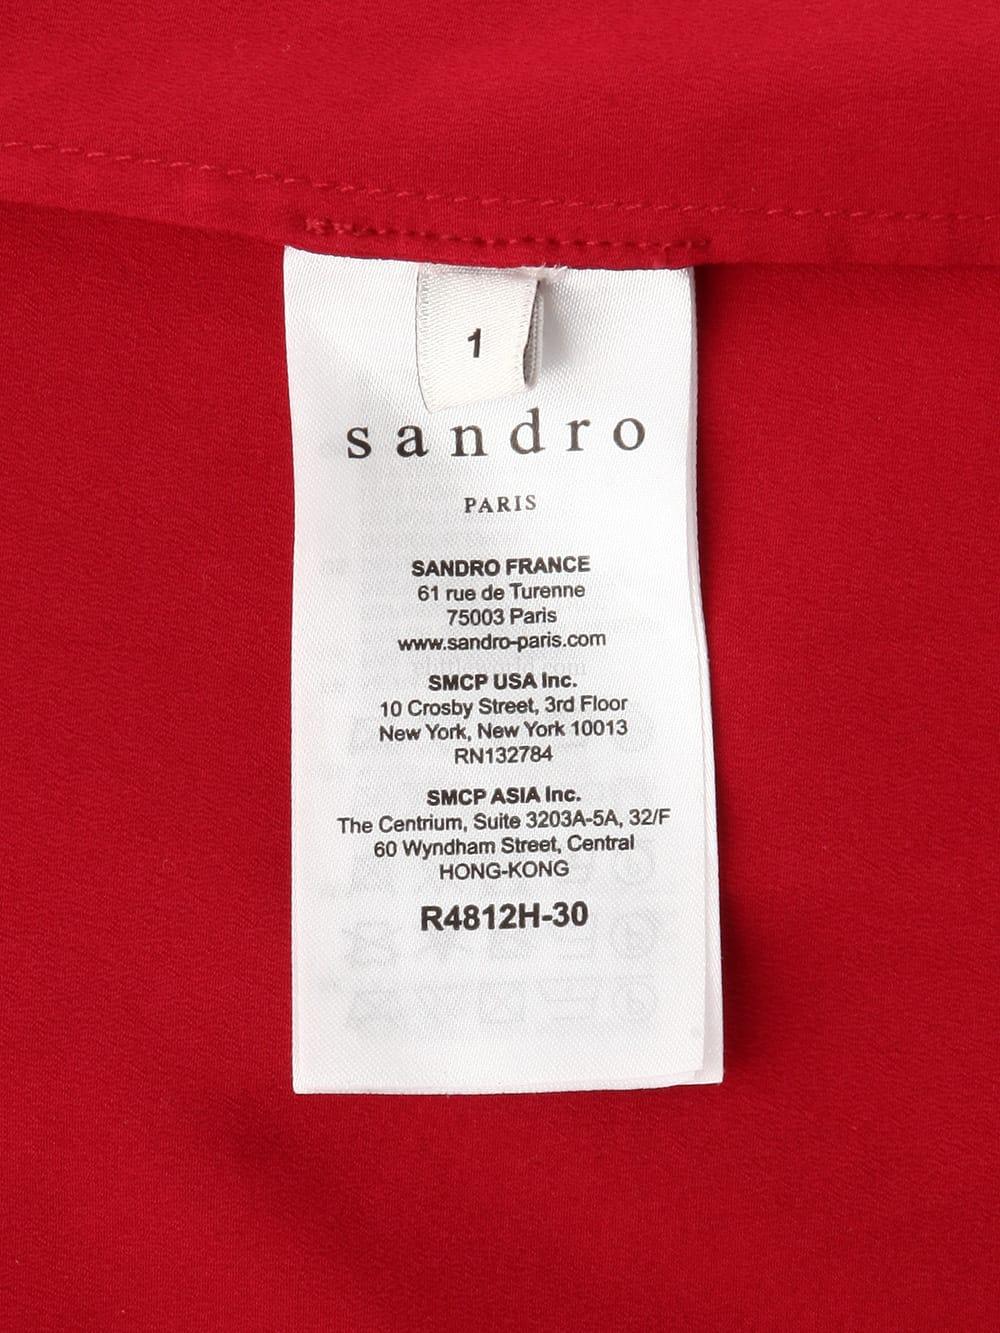 1
sandro
PARIS
SANDRO FRANCE
61 rue de Turenne
75003 Paris
www.sandro-paris.com
SMCP USA Inc.
10 Crosby Street, 3rd Floor
New York, New York 10013
RN132784
SMCP ASIA Inc.
The Centrium, Suite 3203A-5A, 32/F
60 Wyndham Street, Central
HONG-KONG
R4812H-30